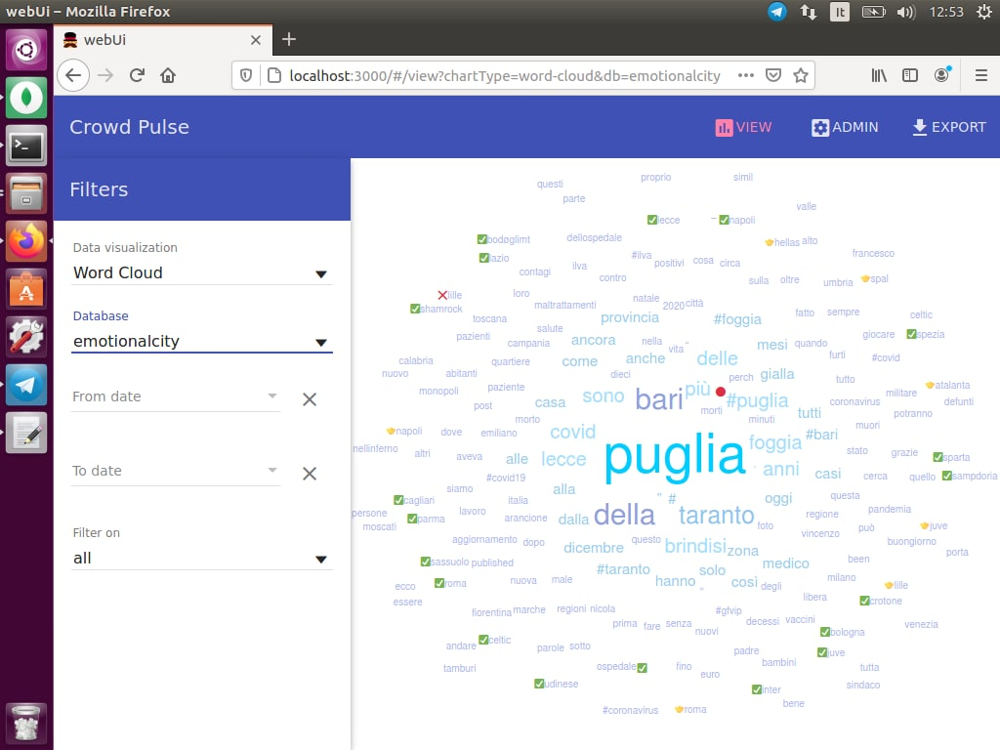 webUi – Mozilla Firefox
It
12:53
webUi
localhost:3000/#/view?chartType=word-cloud&db=emotionalcity
Crowd Pulse
VIEW
ADMIN
EXPORT
Filters
Data visualization
Word Cloud
Database
emotionalcity
From date
To date
Filter on
all
questi proprio simil
parte valle
✅lecce ✅napoli
✅bodøglimt dellospedale 🤝hellas alto
✅lazio contagi ilva #ilva positivi cosa circa francesco
contro sulla oltre umbria 🤝spal
❌lille loro natale 2020 città
✅shamrock maltrattamenti provincia #foggia fatto sempre celtic
toscana salute
pazienti campania ancora nella vita mesi quando giocare ✅spezia
calabria quartiere come anche delle perch gialla furti #covid
nuovo abitanti dieci tutto
monopoli paziente sono bari più 🔴 #puglia militare 🤝atalanta
post casa morti tutti coronavirus defunti
morto minuti potranno
🤝napoli dove emiliano covid foggia #bari muori
nellinferno altri aveva alle lecce puglia anni casi stato grazie ✅sparta
siamo #covid19 cerca quello ✅sampdoria
✅cagliari italia alla " # oggi questa
persone ✅parma lavoro arancione dalla della taranto foto regione pandemia
moscati vincenzo può 🤝juve
aggiornamento dopo dicembre questo brindisi zona buongiorno
✅sassuolo published #taranto solo medico been porta
ecco ✅roma nuova male hanno così degli milano 🤝lille
essere libera ✅crotone
fiorentina marche regioni nicola #gfvip
prima fare senza nuovi decessi vaccini ✅bologna venezia
andare ✅celtic parole sotto padre ✅juve
tamburi ospedale✅ fino bambini tutta
✅udinese euro ✅inter sindaco
#coronavirus 🤝roma bene